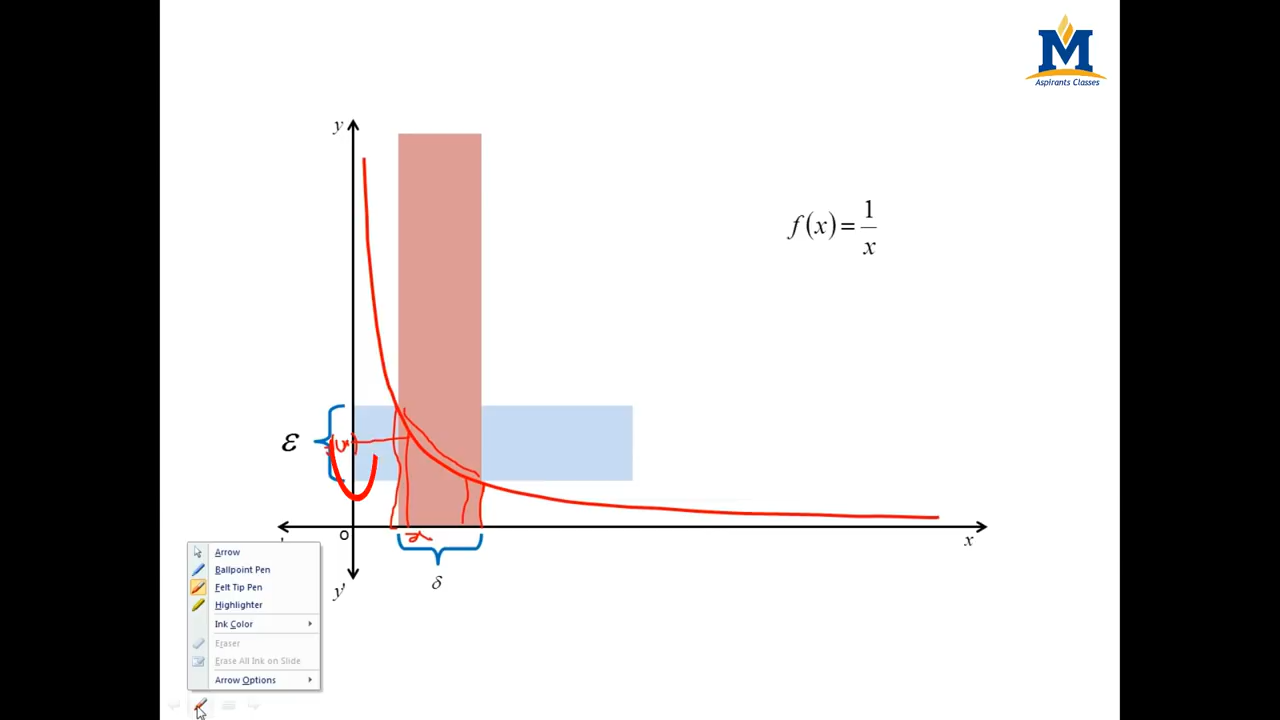 M
Aspirants Classes
y
f(x) = 1/x
ε
O
x
x
δ
y'
Arrow
Ballpoint Pen
Felt Tip Pen
Highlighter
Ink Color
Eraser
Erase All Ink on Slide
Arrow Options